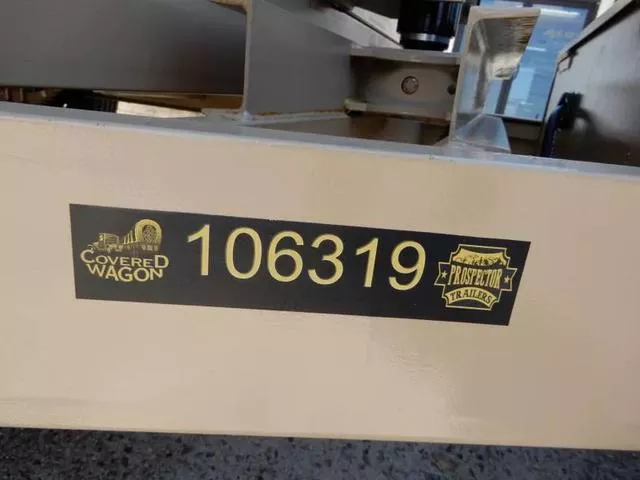 COVERED
WAGON
106319
PROSPECTOR
TRAILERS